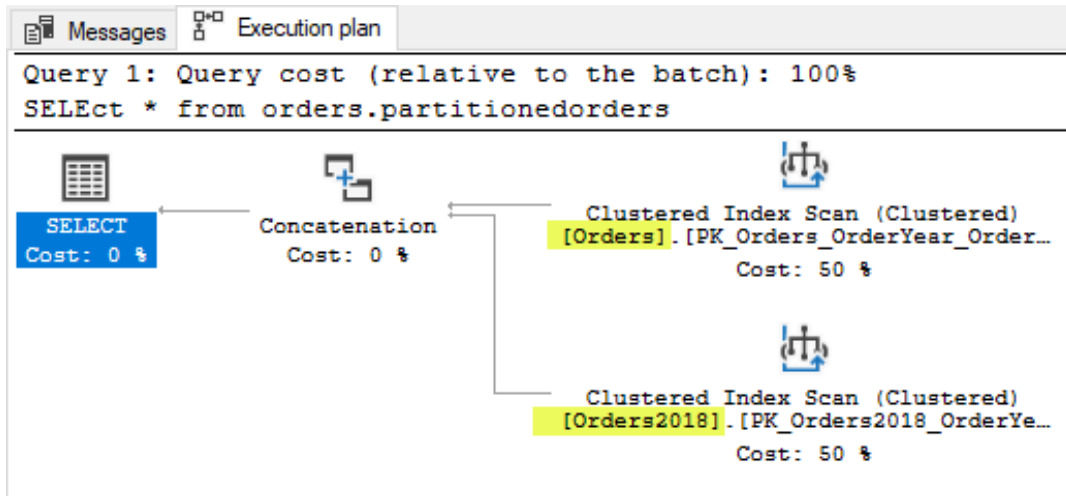 Messages
Execution plan
Query 1: Query cost (relative to the batch): 100%
SELEct * from orders.partitionedorders
SELECT
Cost: 0 %
Concatenation
Cost: 0 %
Clustered Index Scan (Clustered)
[Orders].[PK_Orders_OrderYear_Order…
Cost: 50 %
Clustered Index Scan (Clustered)
[Orders2018].[PK_Orders2018_OrderYe…
Cost: 50 %